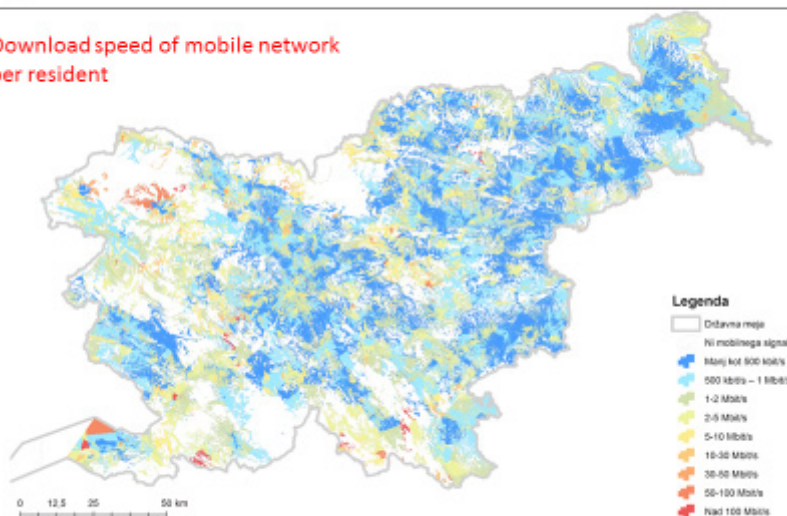 Download speed of mobile network
per resident
Legenda
Državna meja
Ni mobilnega signala
Manj kot 500 kbit/s
500 kbit/s – 1 Mbit/s
1-2 Mbit/s
2-5 Mbit/s
5-10 Mbit/s
10-30 Mbit/s
30-50 Mbit/s
50-100 Mbit/s
Nad 100 Mbit/s
0 12,5 25 50 km